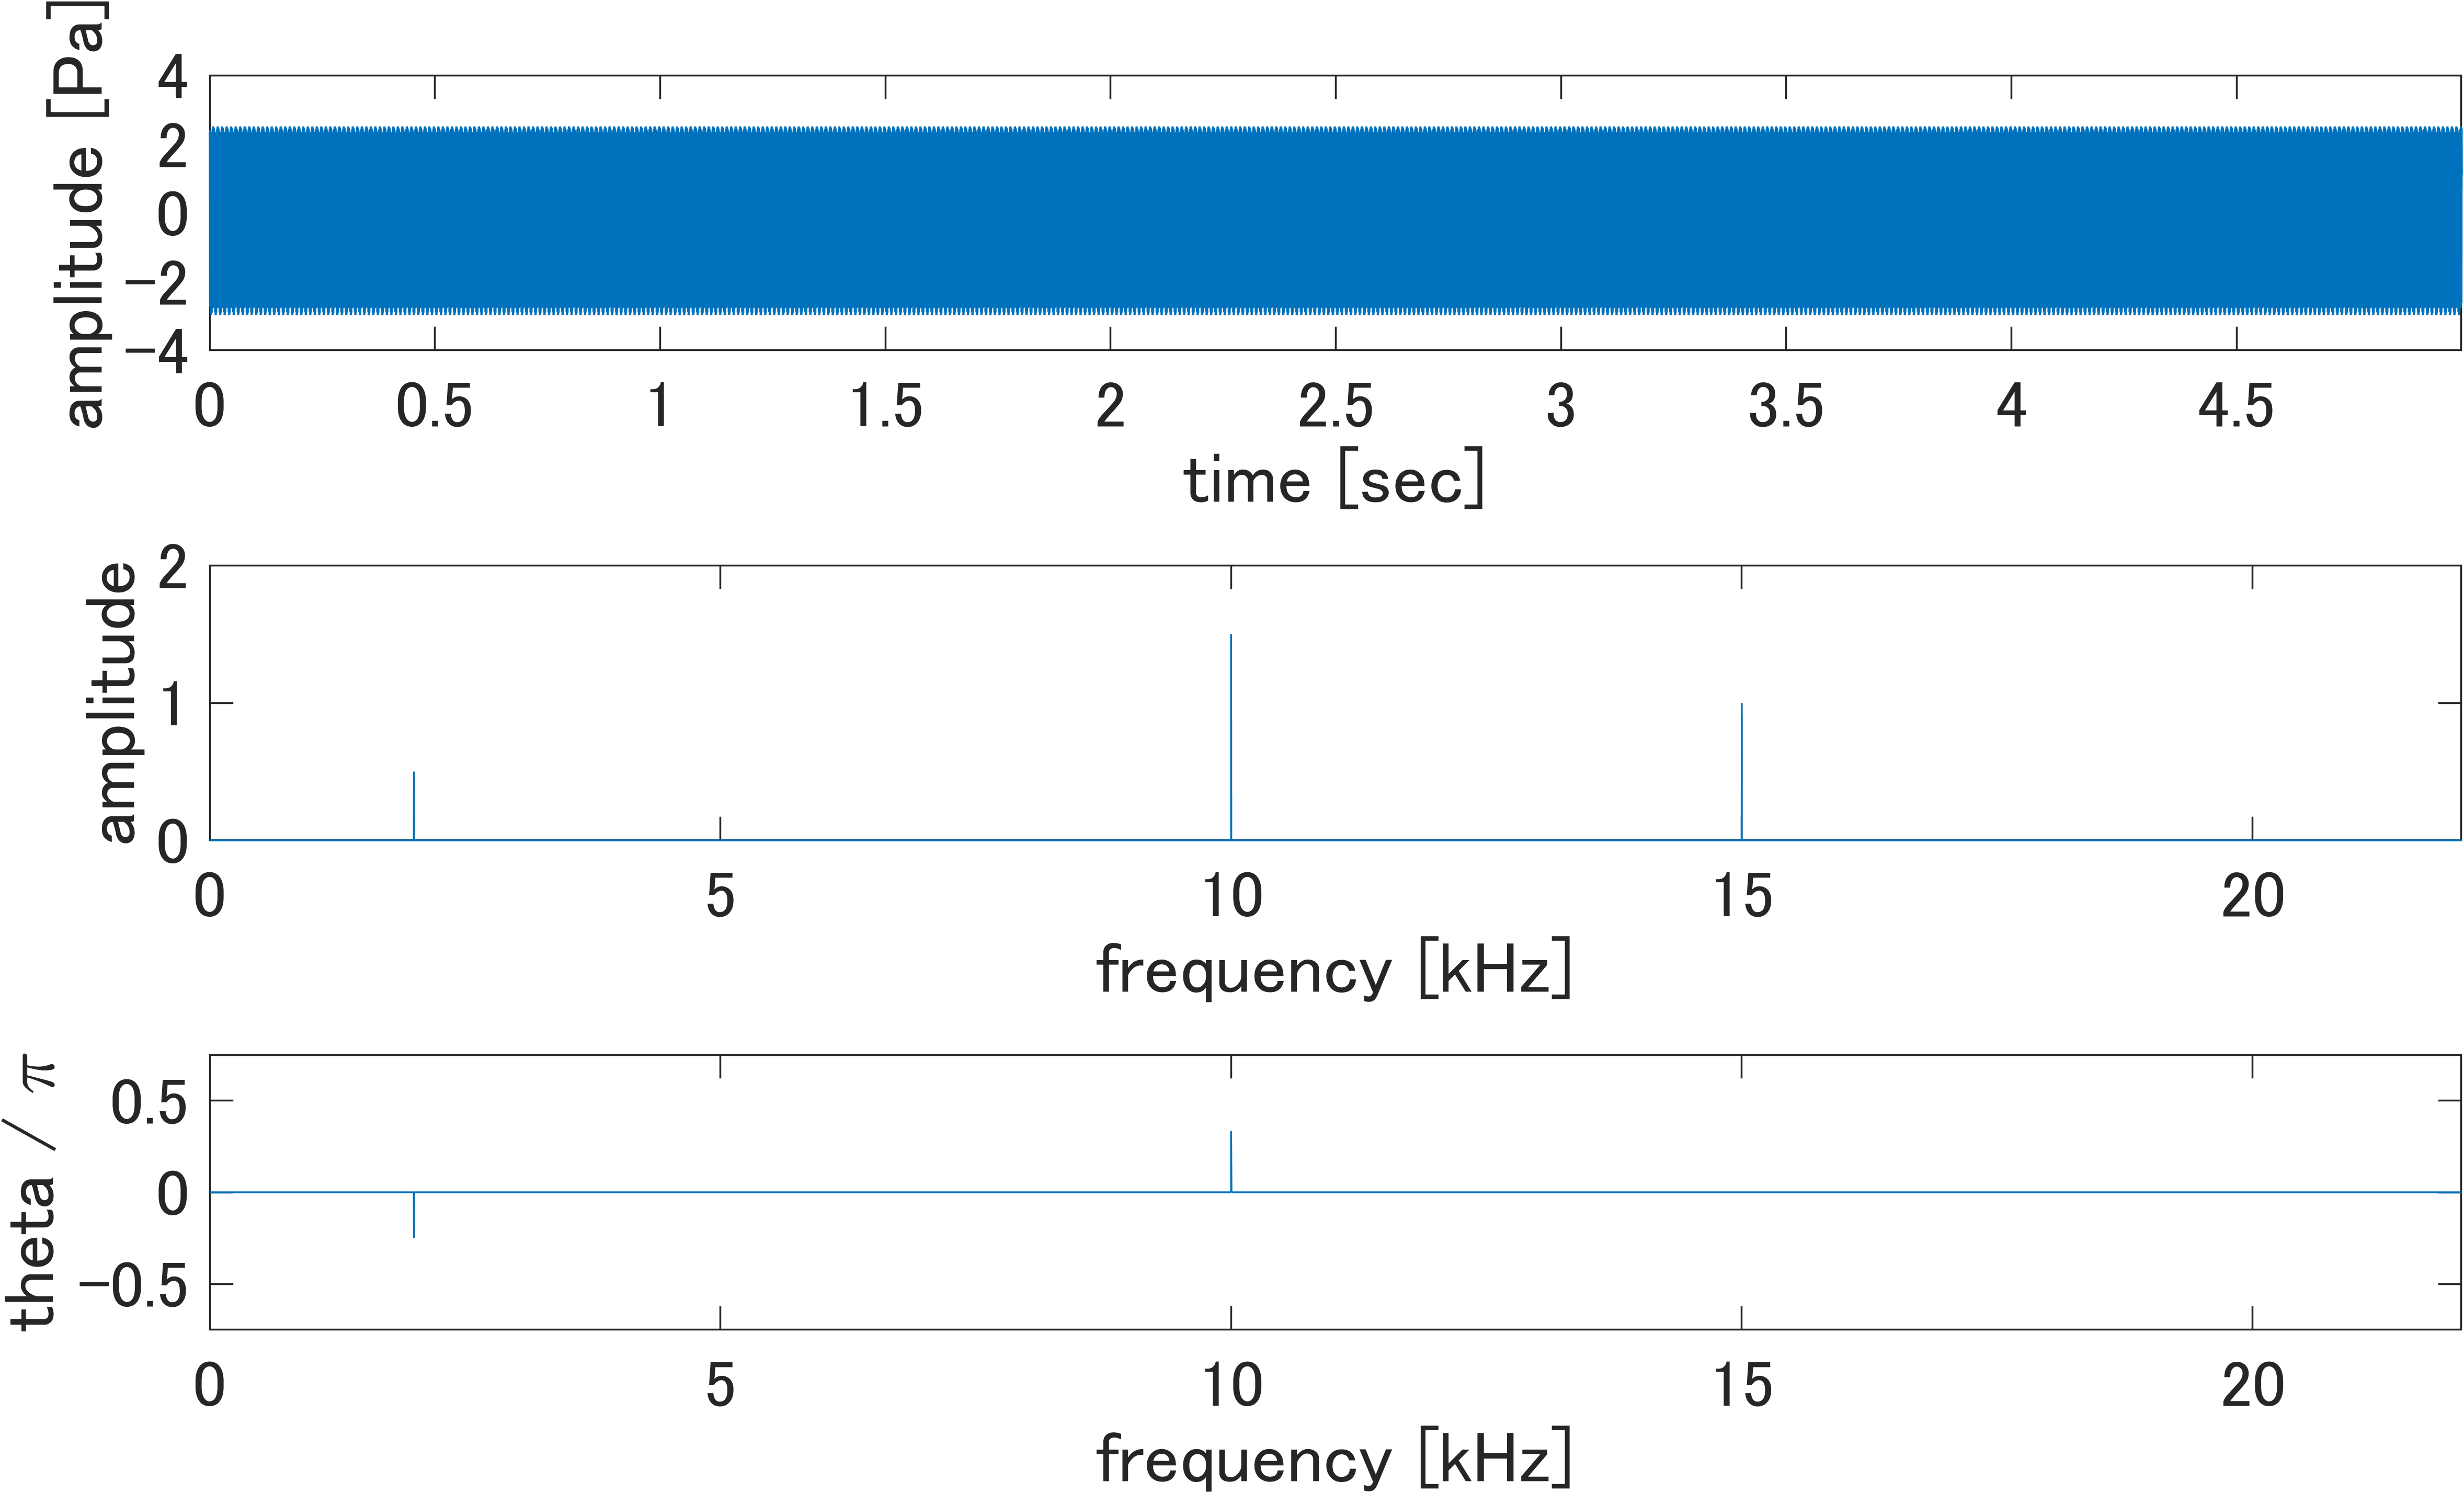 amplitude [Pa]
4
2
0
−2
−4
0 0.5 1 1.5 2 2.5 3 3.5 4 4.5
time [sec]
amplitude
2
1
0
0 5 10 15 20
frequency [kHz]
theta / π
0.5
0
−0.5
0 5 10 15 20
frequency [kHz]